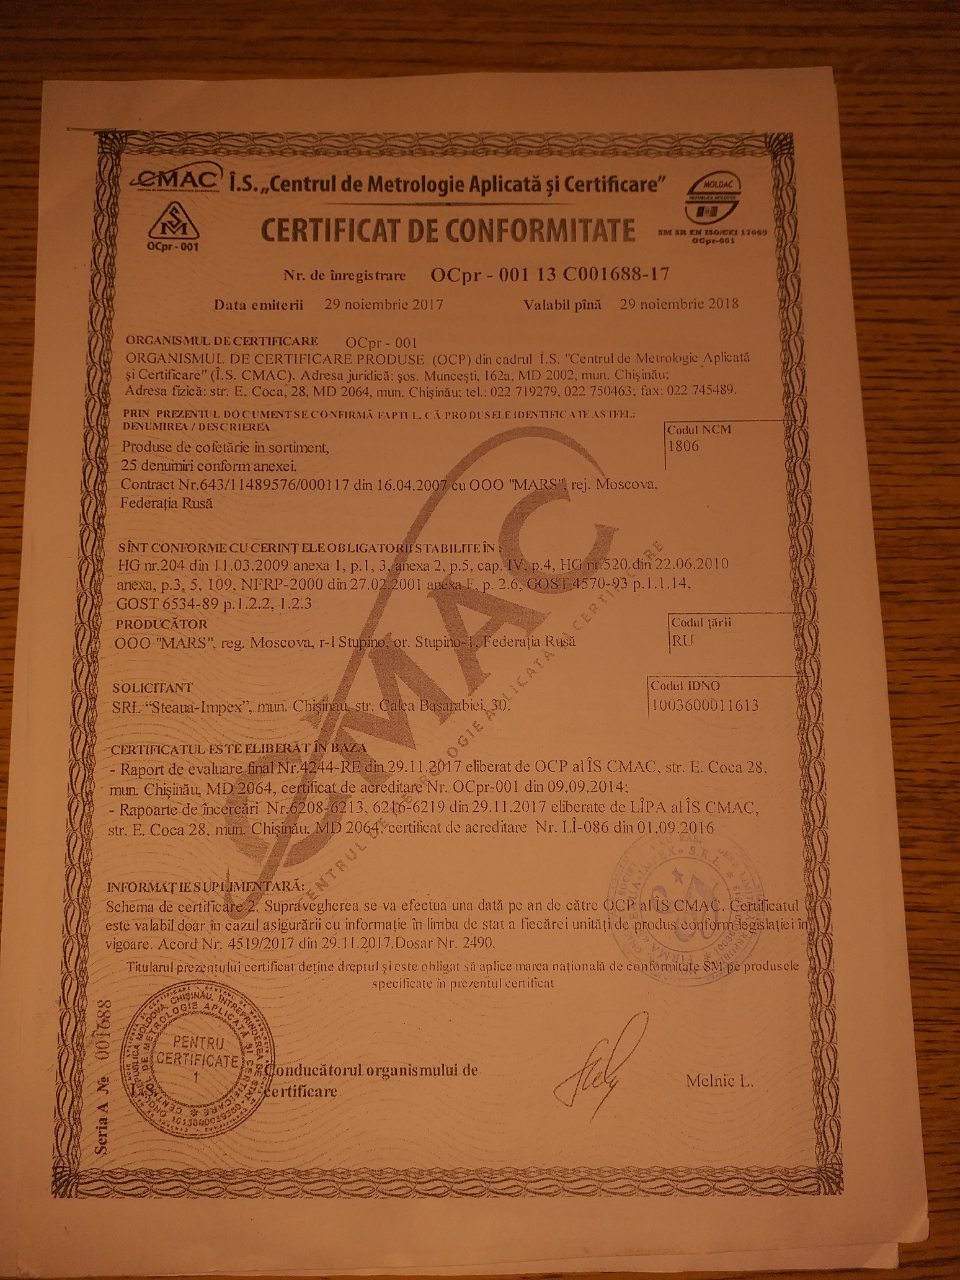 CMAC Î.S. „Centrul de Metrologie Aplicată și Certificare”
CERTIFICAT DE CONFORMITATE
SM
OCpr - 001
MOLDAC
REPUBLICA MOLDOVA
SM SR EN ISO/CEI 17065
OCpr-001
Nr. de înregistrare OCpr - 001 13 C001688-17
Data emiterii 29 noiembrie 2017 Valabil pînă 29 noiembrie 2018
ORGANISMUL DE CERTIFICARE OCpr - 001
ORGANISMUL DE CERTIFICARE PRODUSE (OCP) din cadrul Î.S. "Centrul de Metrologie Aplicată
și Certificare" (Î.S. CMAC). Adresa juridică: șos. Muncești, 162a, MD 2002, mun. Chișinău;
Adresa fizică: str. E. Coca, 28, MD 2064, mun. Chișinău; tel.: 022 719279, 022 750463, fax: 022 745489.
PRIN PREZENTUL DOCUMENT SE CONFIRMĂ FAPTUL, CĂ PRODUSELE IDENTIFICATE ASTFEL:
DENUMIREA / DESCRIEREA
Codul NCM
1806
Produse de cofetărie în sortiment,
25 denumiri conform anexei.
Contract Nr.643/11489576/000117 din 16.04.2007 cu OOO "MARS", rej. Moscova,
Federația Rusă
SÎNT CONFORME CU CERINȚELE OBLIGATORII STABILITE ÎN :
HG nr.204 din 11.03.2009 anexa 1, p.1, 3, anexa 2, p.5, cap. IV, p.4, HG nr.520 din 22.06.2010
anexa, p.3, 5, 109, NFRP-2000 din 27.02.2001 anexa F, p. 2.6, GOST 4570-93 p.1.1.14,
GOST 6534-89 p.1.2.2, 1.2.3
PRODUCĂTOR
Codul țării
RU
OOO "MARS", reg. Moscova, r-l Stupino, or. Stupino-1, Federația Rusă
SOLICITANT
Codul IDNO
1003600011613
SRL “Steaua-Impex”, mun. Chișinău, str. Calea Basarabiei, 30.
CERTIFICATUL ESTE ELIBERAT ÎN BAZA
- Raport de evaluare final Nr.4244-RE din 29.11.2017 eliberat de OCP al ÎS CMAC, str. E. Coca 28,
mun. Chișinău, MD 2064, certificat de acreditare Nr. OCpr-001 din 09.09.2014;
- Rapoarte de încercări Nr.6208-6213, 6216-6219 din 29.11.2017 eliberate de LÎPA al ÎS CMAC,
str. E. Coca 28, mun. Chișinău, MD 2064, certificat de acreditare Nr. LÎ-086 din 01.09.2016
INFORMAȚIE SUPLIMENTARĂ:
Schema de certificare 2. Supravegherea se va efectua una dată pe an de către OCP al ÎS CMAC. Certificatul
este valabil doar în cazul asigurării cu informație în limba de stat a fiecărei unități de produs conform legislației în
vigoare. Acord Nr. 4519/2017 din 29.11.2017.Dosar Nr. 2490.
Titularul prezentului certificat deține dreptul și este obligat să aplice marca națională de conformitate SM pe produsele
specificate în prezentul certificat
CMAC
CENTRUL DE METROLOGIE APLICATĂ ȘI CERTIFICARE
Seria A № 001688
PENTRU
CERTIFICATE
1
Conducătorul organismului de
certificare
Melnic L.